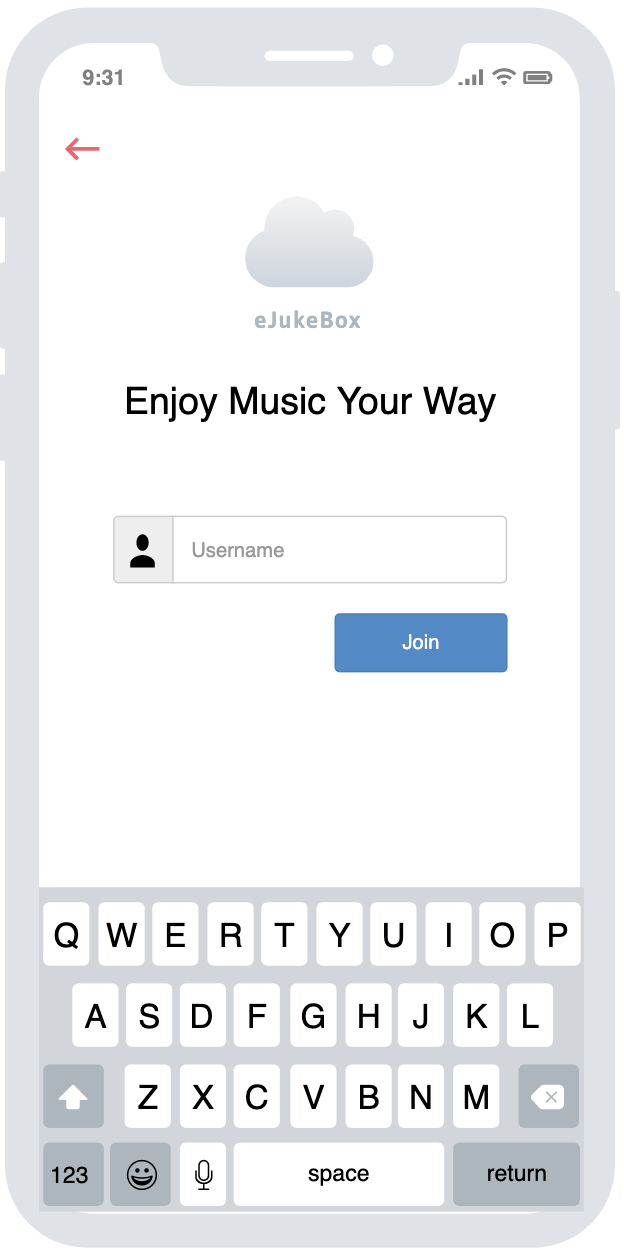 9:31
eJukeBox
Enjoy Music Your Way
Username
Join
Q W E R T Y U I O P
A S D F G H J K L
Z X C V B N M
123 space return